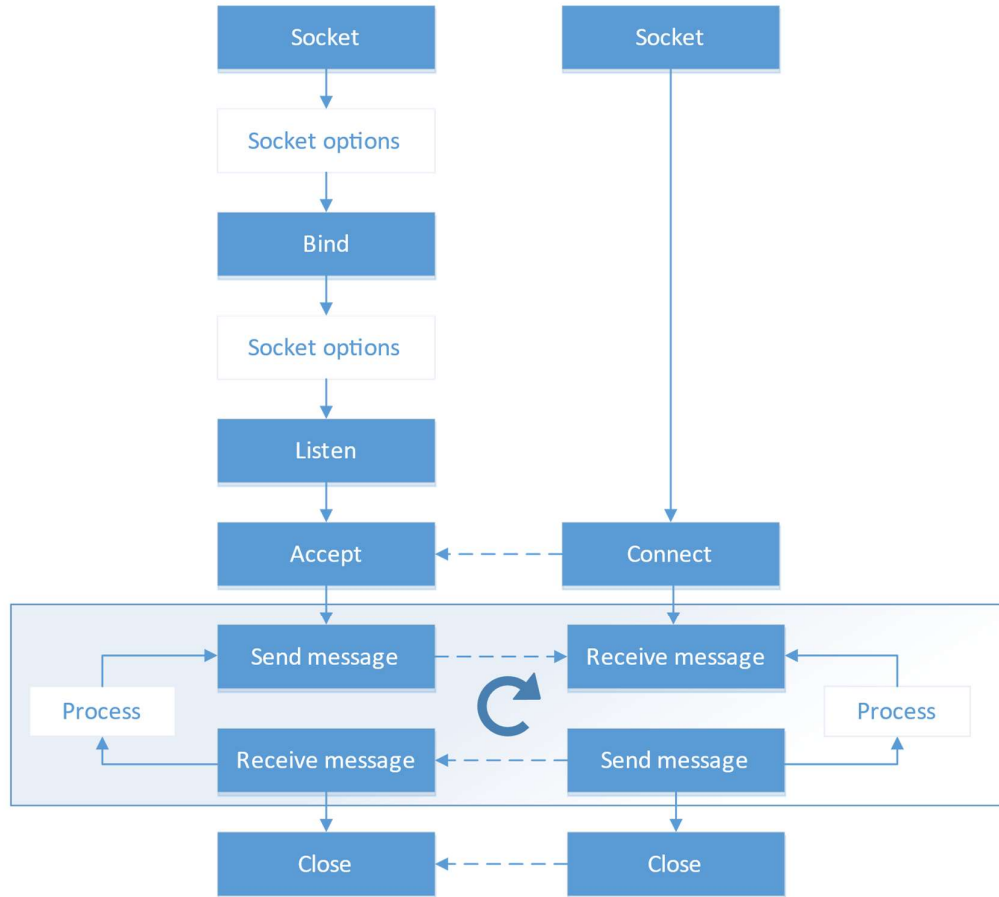 Socket
Socket
Socket options
Bind
Socket options
Listen
Accept
Connect
Send message
Receive message
Process
Process
Receive message
Send message
Close
Close